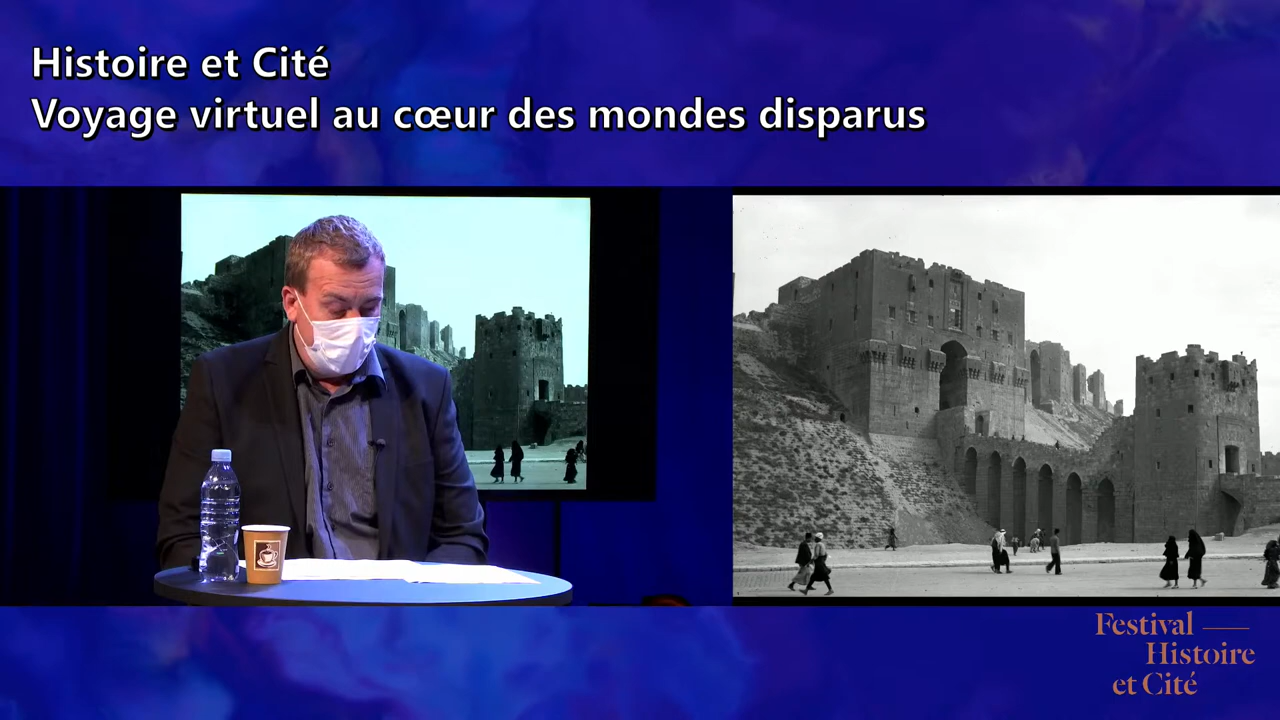 Histoire et Cité
Voyage virtuel au cœur des mondes disparus
Festival
Histoire
et Cité